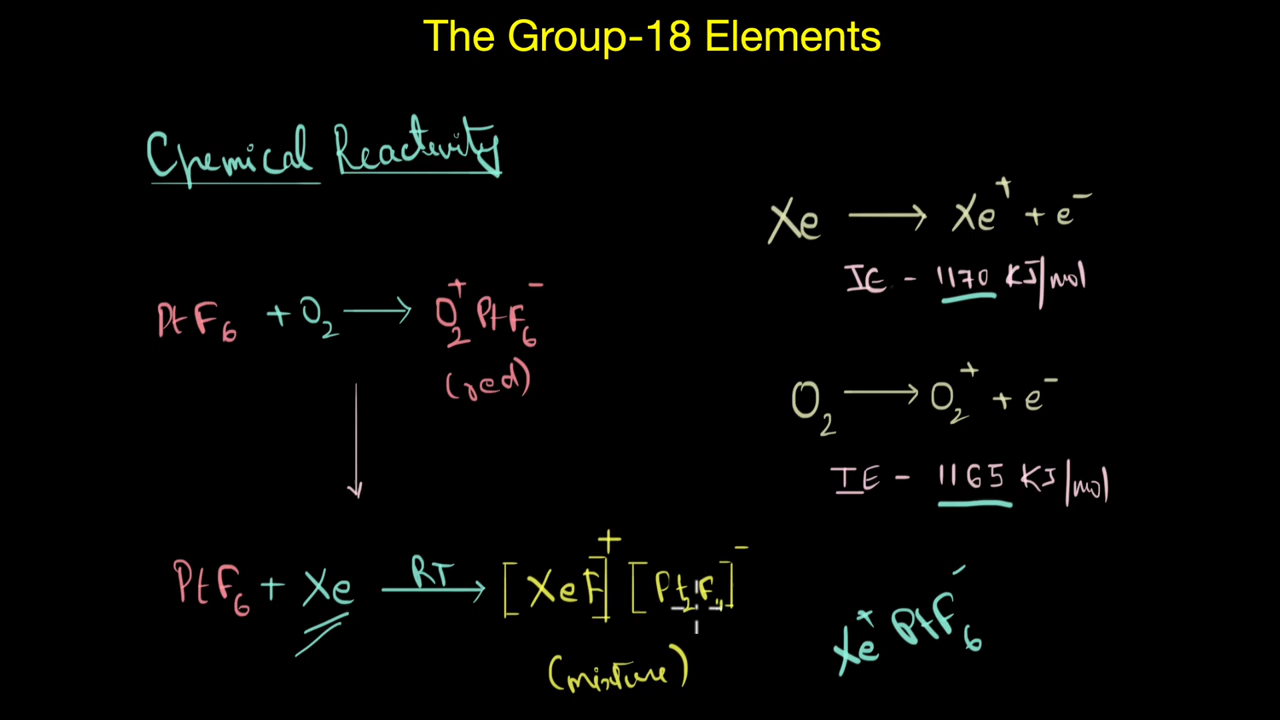 The Group-18 Elements
Chemical Reactivity
Xe → Xe⁺ + e⁻
IE - 1170 KJ/mol
PtF₆ + O₂ → O₂⁺ PtF₆⁻
(red)
O₂ → O₂⁺ + e⁻
IE - 1165 KJ/mol
PtF₆ + Xe RT → [XeF]⁺ [Pt₂F₁₁]⁻
(mixture)
Xe⁺ PtF₆⁻